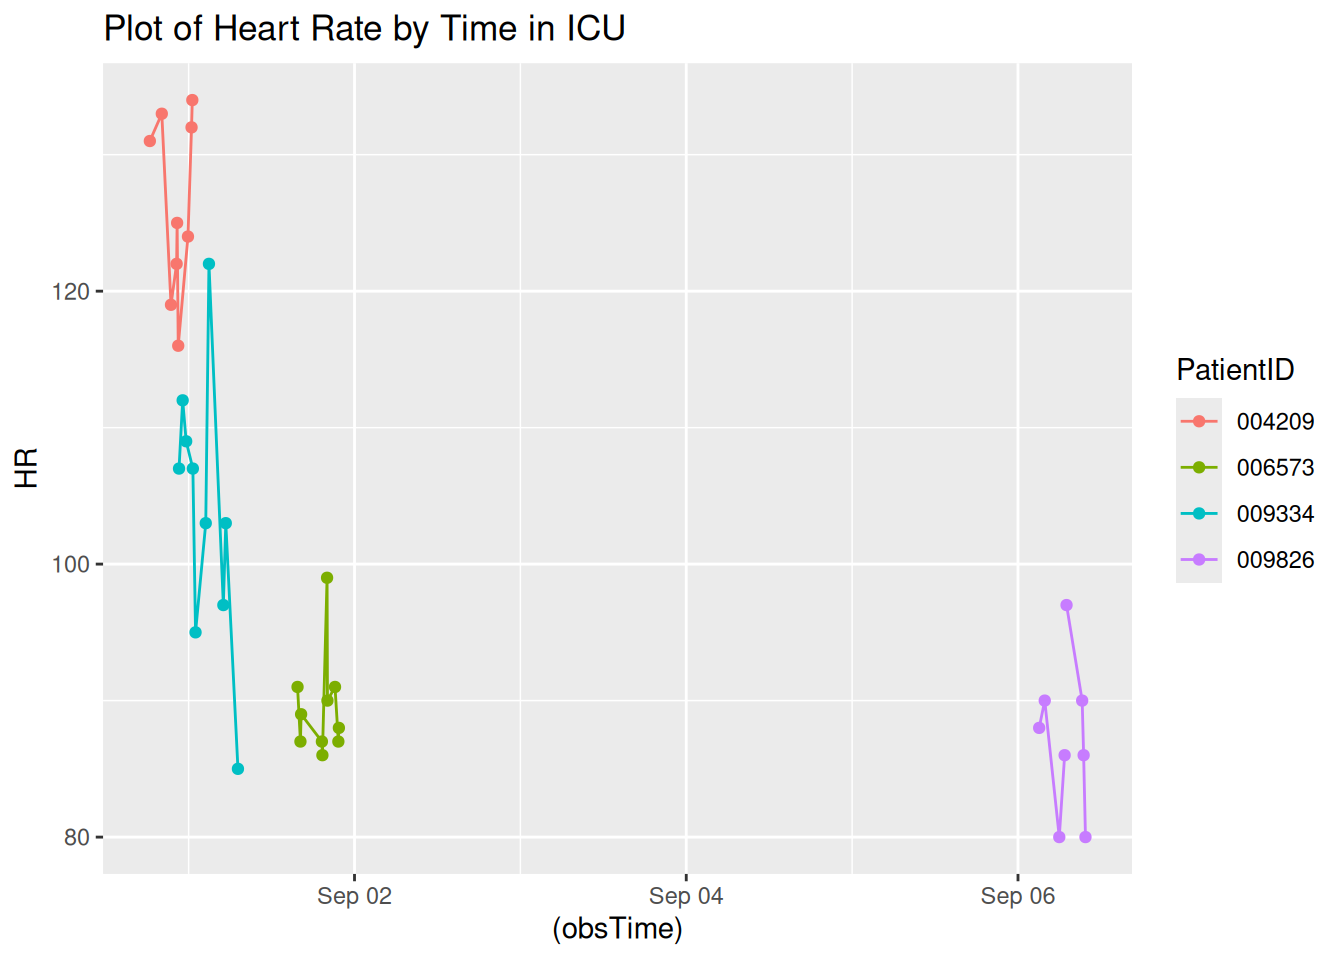 Plot of Heart Rate by Time in ICU
HR
120
100
80
Sep 02
Sep 04
Sep 06
(obsTime)
PatientID
004209
006573
009334
009826